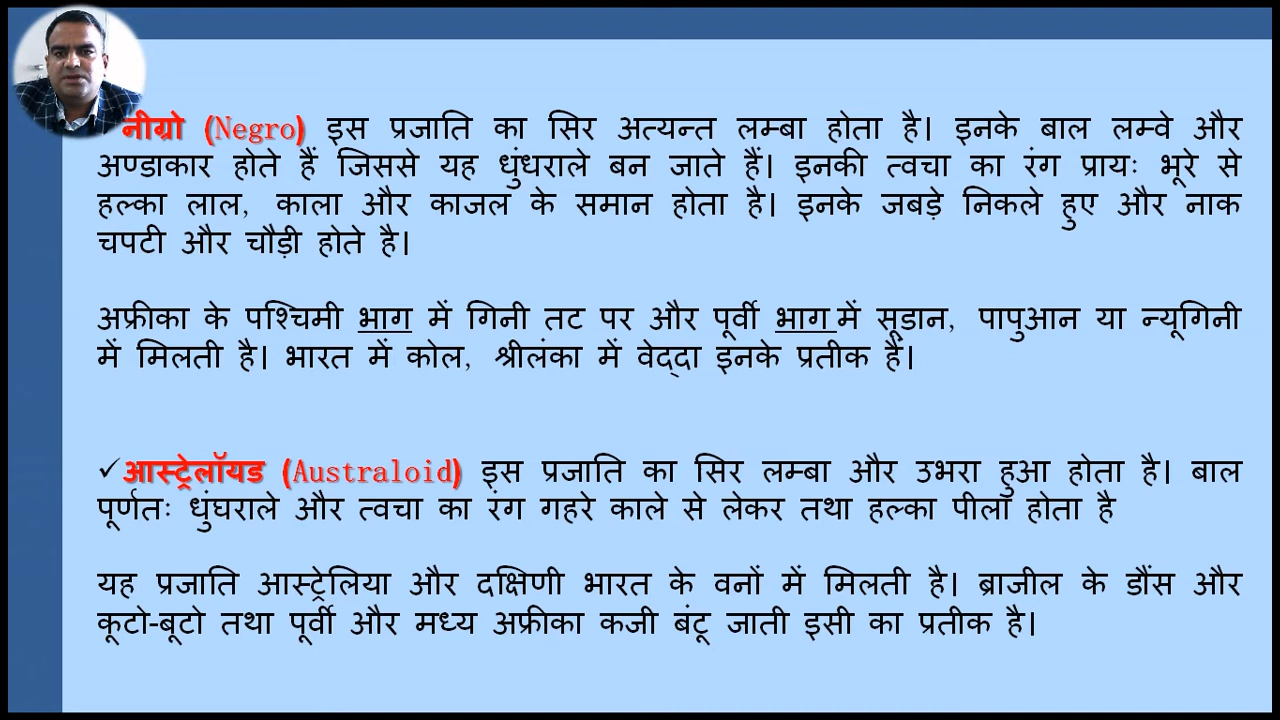 नीग्रो (Negro) इस प्रजाति का सिर अत्यन्त लम्बा होता है। इनके बाल लम्वे और
अण्डाकार होते हैं जिससे यह धुंघराले बन जाते हैं। इनकी त्वचा का रंग प्रायः भूरे से
हल्का लाल, काला और काजल के समान होता है। इनके जबड़े निकले हुए और नाक
चपटी और चौड़ी होते है।
अफ्रीका के पश्चिमी भाग में गिनी तट पर और पूर्वी भाग में सूडान, पापुआन या न्यूगिनी
में मिलती है। भारत में कोल, श्रीलंका में वेद्‌दा इनके प्रतीक हैं।
✓आस्ट्रेलॉयड (Australoid) इस प्रजाति का सिर लम्बा और उभरा हुआ होता है। बाल
पूर्णतः धुंघराले और त्वचा का रंग गहरे काले से लेकर तथा हल्का पीला होता है
यह प्रजाति आस्ट्रेलिया और दक्षिणी भारत के वनों में मिलती है। ब्राजील के डौंस और
कूटो-बूटो तथा पूर्वी और मध्य अफ्रीका कजी बंटू जाती इसी का प्रतीक है।